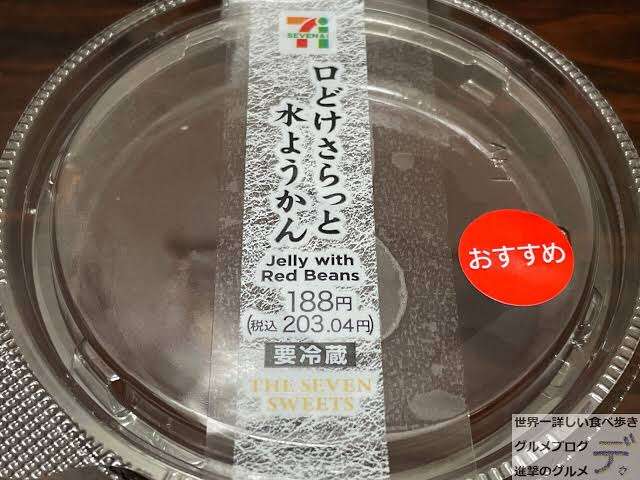 SEVEN&i
口どけさらっと
水ようかん
Jelly with
Red Beans
188円
(税込 203.04円)
要冷蔵
THE SEVEN
SWEETS
おすすめ
世界一詳しい食べ歩き
グルメブログ
進撃のグルメ
デブ